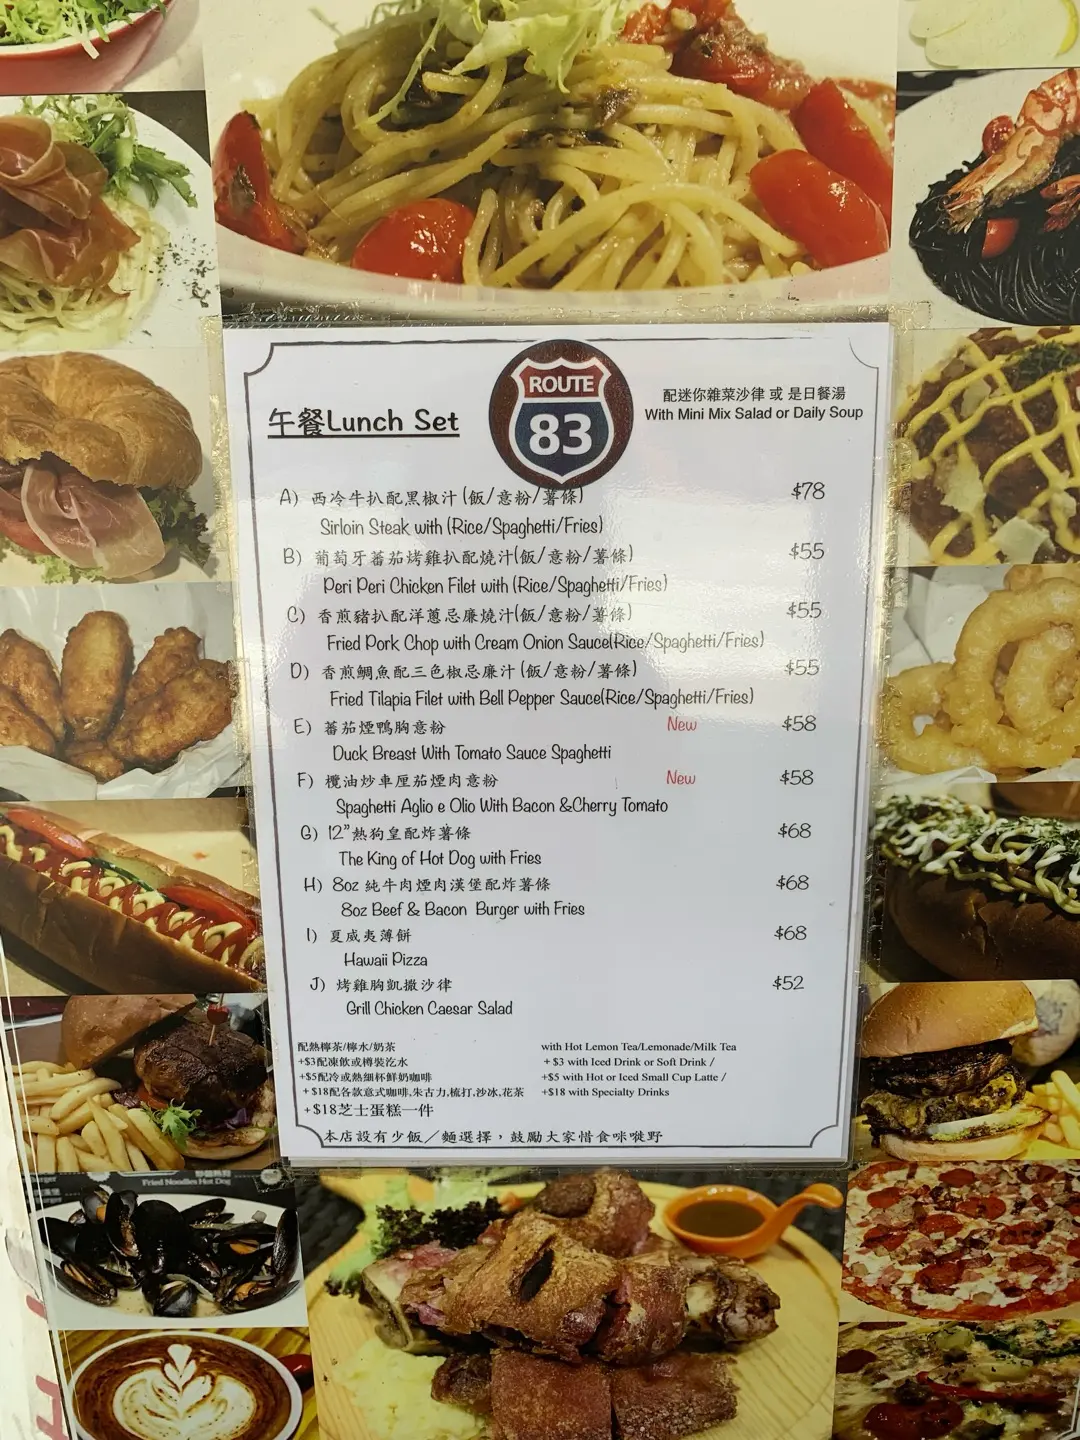 ROUTE
83
午餐Lunch Set
配迷你雜菜沙律 或 是日餐湯
With Mini Mix Salad or Daily Soup
A) 西冷牛扒配黑椒汁(飯/意粉/薯條) $78
Sirloin Steak with (Rice/Spaghetti/Fries)
B) 葡萄牙蕃茄烤雞扒配燒汁(飯/意粉/薯條) $55
Peri Peri Chicken Filet with (Rice/Spaghetti/Fries)
C) 香煎豬扒配洋蔥忌廉燒汁(飯/意粉/薯條) $55
Fried Pork Chop with Cream Onion Sauce(Rice/Spaghetti/Fries)
D) 香煎鯛魚配三色椒忌廉汁(飯/意粉/薯條) $55
Fried Tilapia Filet with Bell Pepper Sauce(Rice/Spaghetti/Fries)
E) 蕃茄煙鴨胸意粉 New $58
Duck Breast With Tomato Sauce Spaghetti
F) 欖油炒車厘茄煙肉意粉 New $58
Spaghetti Aglio e Olio With Bacon &Cherry Tomato
G) 12”熱狗皇配炸薯條 $68
The King of Hot Dog with Fries
H) 8oz 純牛肉煙肉漢堡配炸薯條 $68
8oz Beef & Bacon Burger with Fries
I) 夏威夷薄餅 $68
Hawaii Pizza
J) 烤雞胸凱撒沙律 $52
Grill Chicken Caesar Salad
配熱檸茶/檸水/奶茶
+$3配凍飲或樽裝汽水
+$5配冷或熱細杯鮮奶咖啡
+$18配各款意式咖啡,朱古力,梳打,沙冰,花茶
+$18芝士蛋糕一件
with Hot Lemon Tea/Lemonade/Milk Tea
+ $3 with Iced Drink or Soft Drink /
+$5 with Hot or Iced Small Cup Latte /
+$18 with Specialty Drinks
本店設有少飯/麵選擇,鼓勵大家惜食咪嘥野
Fried Noodles Hot Dog